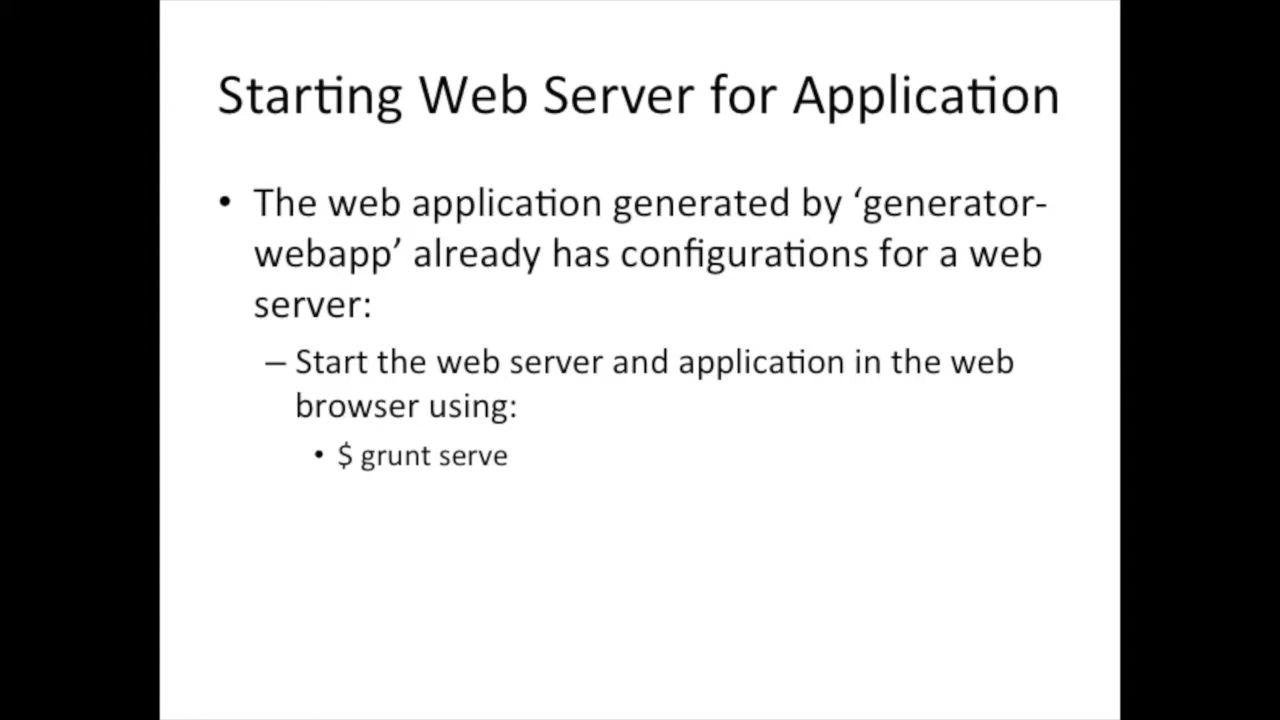 Starting Web Server for Application
• The web application generated by ‘generator-
webapp’ already has configurations for a web
server:
– Start the web server and application in the web
browser using:
• $ grunt serve